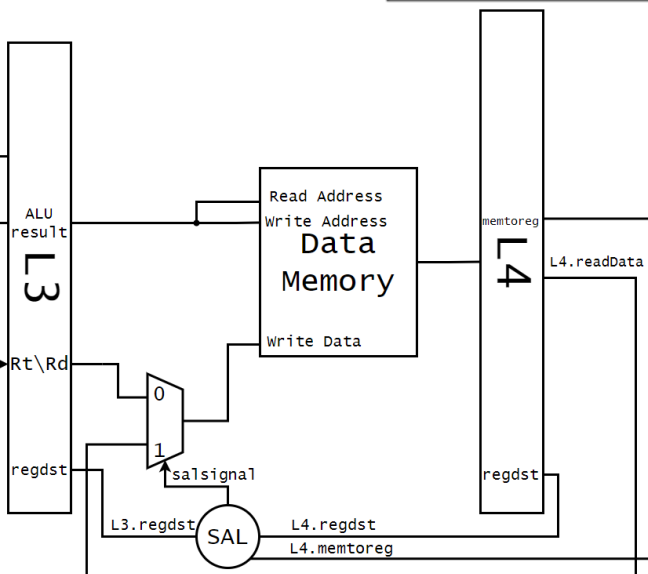 ALU
result
L3
Rt\Rd
regdst
Read Address
Write Address
Data
Memory
Write Data
0
1
salsignal
SAL
L3.regdst
L4.regdst
L4.memtoreg
memtoreg
L4
regdst
L4.readData